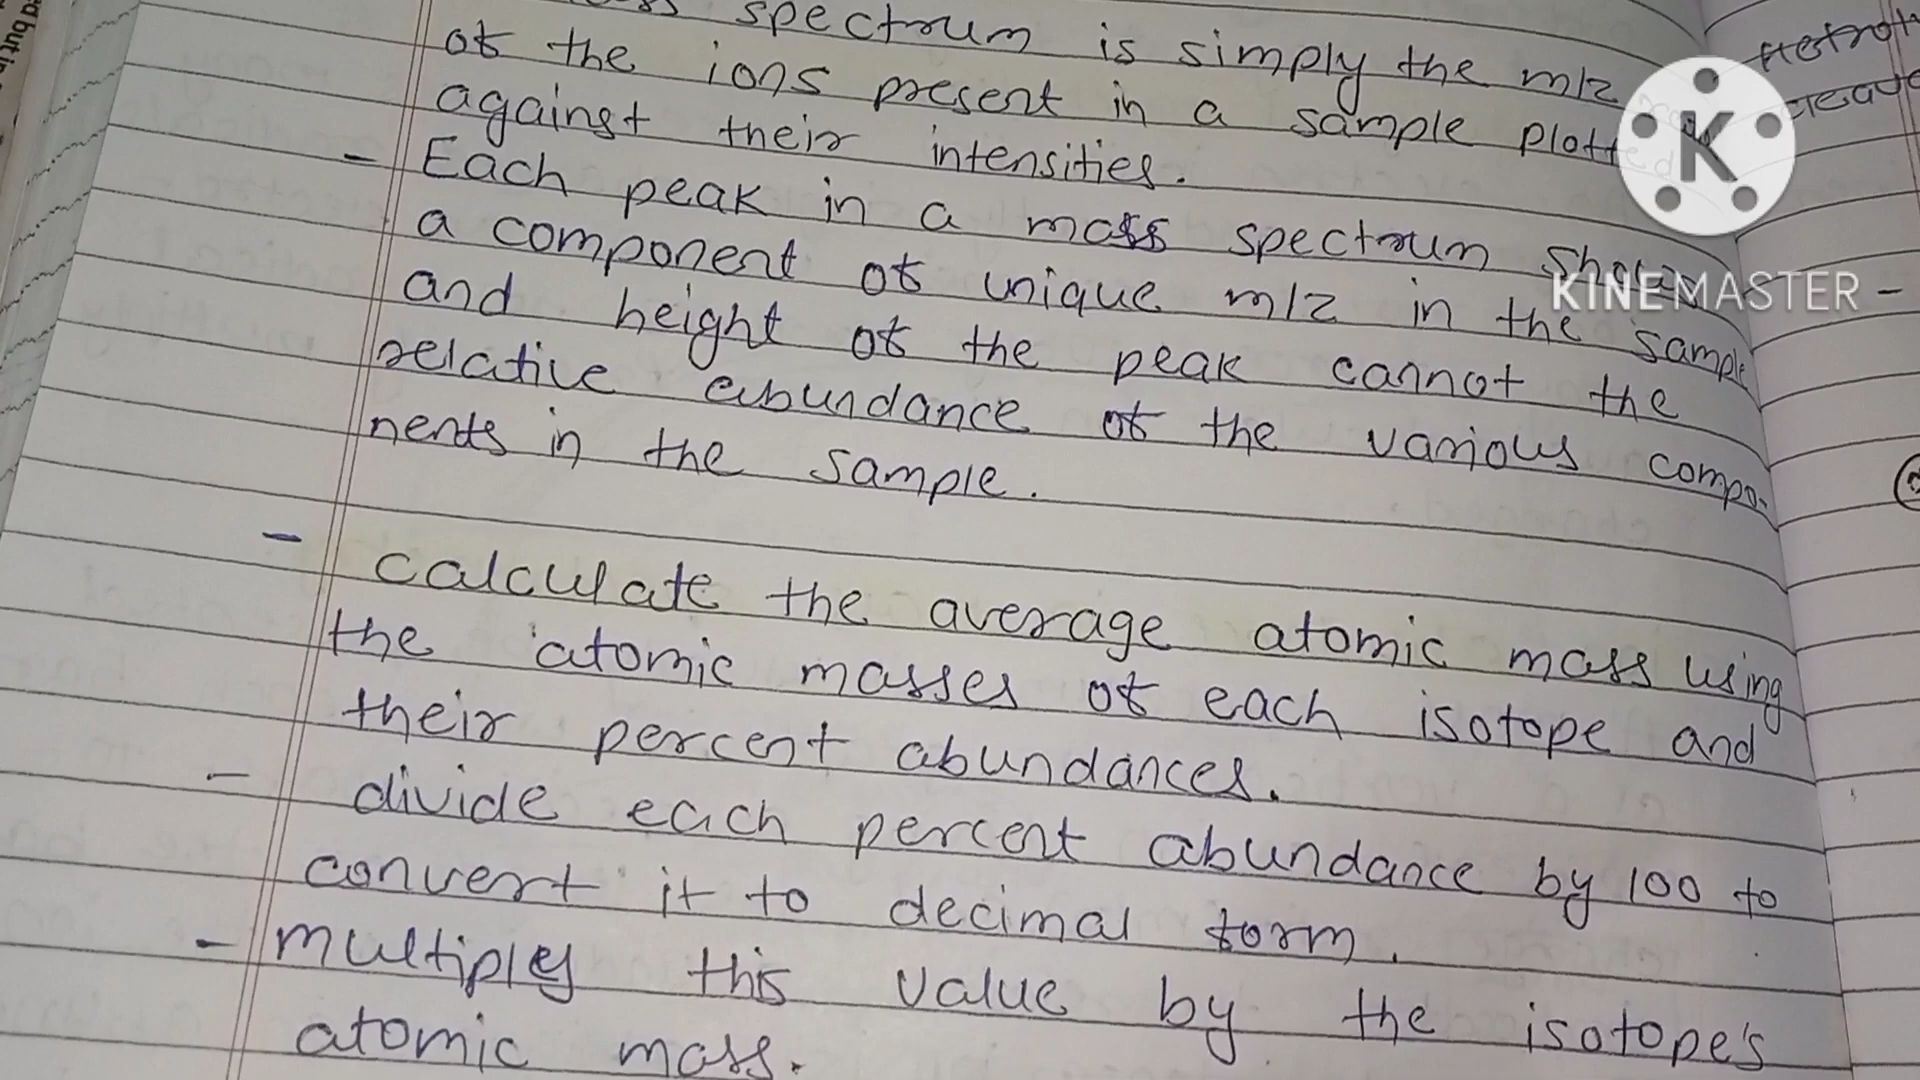 spectrum is simply the m/z
of the ions present in a sample plotted
against their intensities.
- Each peak in a mass spectrum shows
a component of unique m/z in the sample
and height of the peak cannot the
relative abundance of the various compo-
nents in the sample.
- calculate the average atomic mass using
the atomic masses of each isotope and
their percent abundances.
- divide each percent abundance by 100 to
convert it to decimal form.
- multiply this value by the isotope's
atomic mass.
K
KINEMASTER